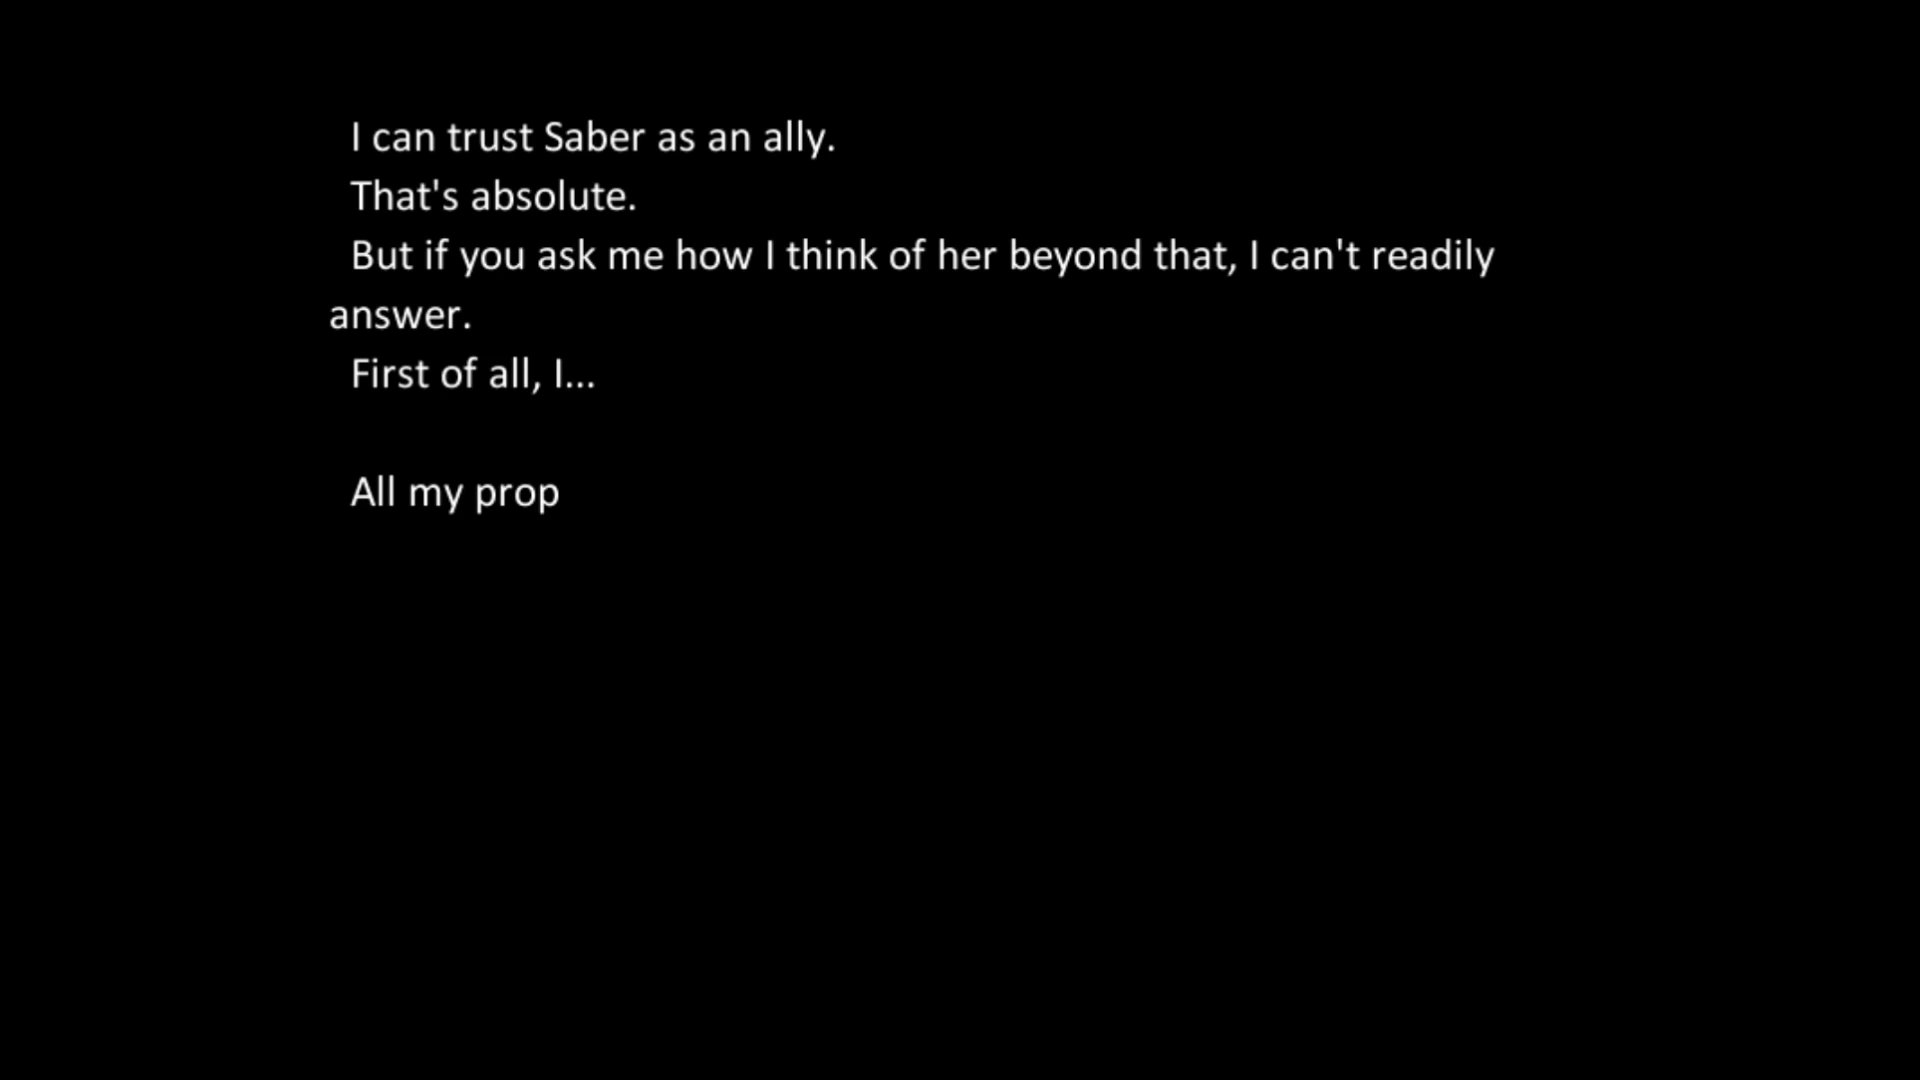 I can trust Saber as an ally.
That's absolute.
But if you ask me how I think of her beyond that, I can't readily
answer.
First of all, I...
All my prop